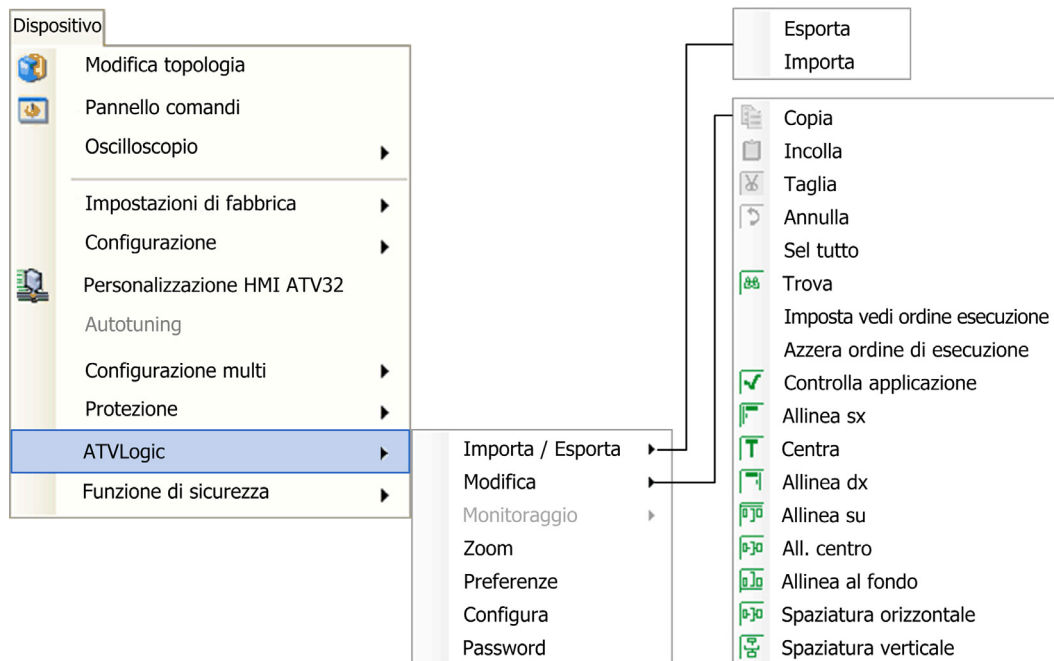 Dispositivo
Modifica topologia
Pannello comandi
Oscilloscopio
Impostazioni di fabbrica
Configurazione
Personalizzazione HMI ATV32
Autotuning
Configurazione multi
Protezione
ATVLogic
Funzione di sicurezza
Importa / Esporta
Modifica
Monitoraggio
Zoom
Preferenze
Configura
Password
Esporta
Importa
Copia
Incolla
Taglia
Annulla
Sel tutto
Trova
Imposta vedi ordine esecuzione
Azzera ordine di esecuzione
Controlla applicazione
Allinea sx
Centra
Allinea dx
Allinea su
All. centro
Allinea al fondo
Spaziatura orizzontale
Spaziatura verticale